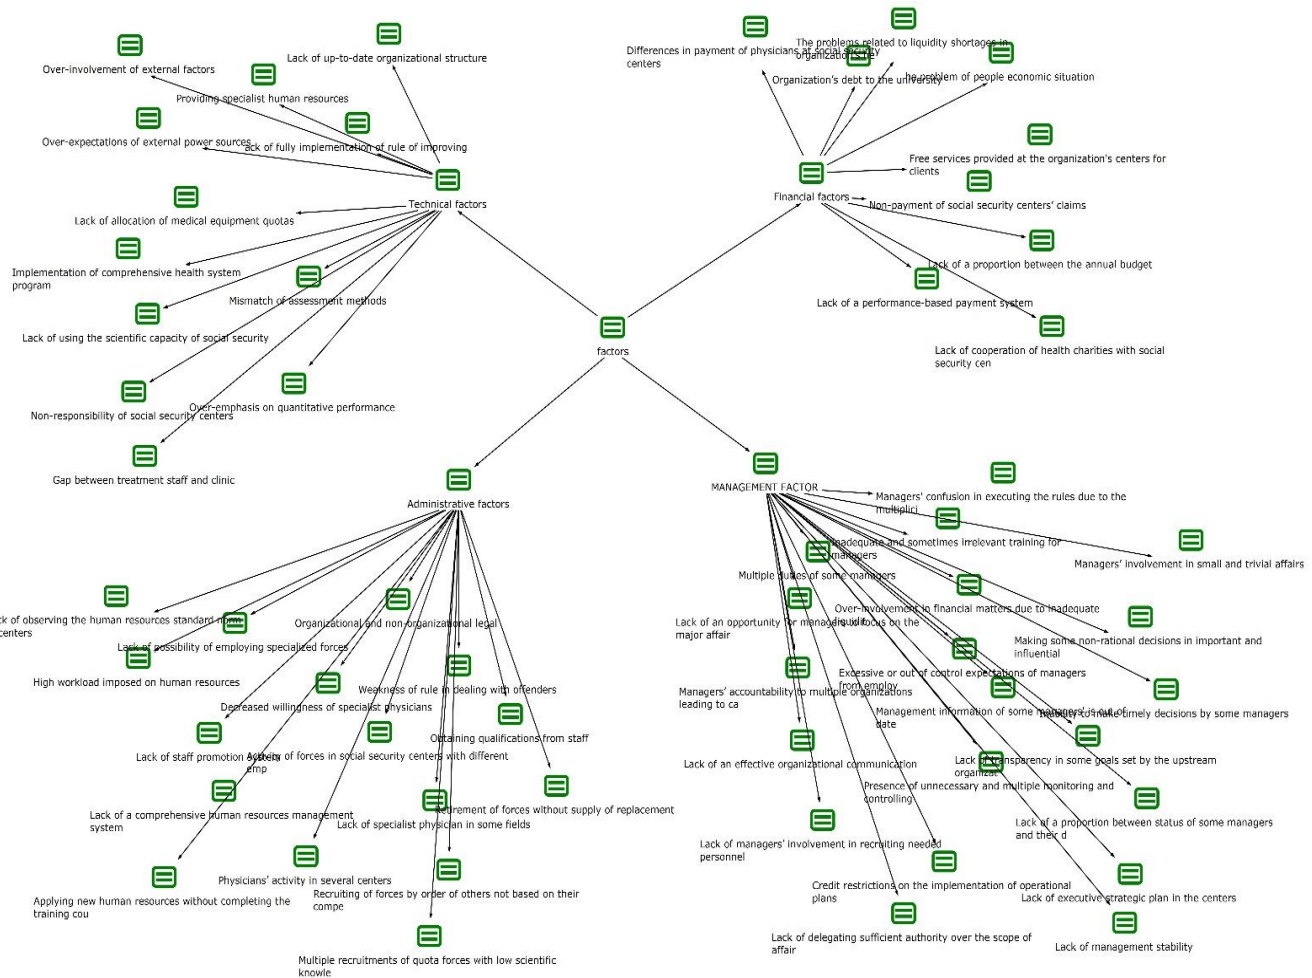 Over-involvement of external factors
Lack of up-to-date organizational structure
Providing specialist human resources
Over-expectations of external power sources
ack of fully implementation of rule of improving
Technical factors
Lack of allocation of medical equipment quotas
Implementation of comprehensive health system
program
Mismatch of assessment methods
Lack of using the scientific capacity of social security
Non-responsibility of social security centers
Over-emphasis on quantitative performance
Gap between treatment staff and clinic
Differences in payment of physicians at social security
centers
The problems related to liquidity shortages in
Organization's debt to the university
he problem of people economic situation
Financial factors
Free services provided at the organization's centers for
clients
Non-payment of social security centers' claims
Lack of a proportion between the annual budget
Lack of a performance-based payment system
Lack of cooperation of health charities with social
security cen
factors
Administrative factors
ck of observing the human resources standard norm
centers
Lack of possibility of employing specialized forces
High workload imposed on human resources
Organizational and non-organizational legal
Weakness of rule in dealing with offenders
Decreased willingness of specialist physicians
Obtaining qualifications from staff
Lack of staff promotion system
Activity of forces in social security centers with different
emp
Lack of a comprehensive human resources management
system
Retirement of forces without supply of replacement
Lack of specialist physician in some fields
Physicians' activity in several centers
Applying new human resources without completing the
training cou
Recruiting of forces by order of others not based on their
compe
Multiple recruitments of quota forces with low scientific
knowle
MANAGEMENT FACTOR
Managers' confusion in executing the rules due to the
multiplici
Inadequate and sometimes irrelevant training for
managers
Managers' involvement in small and trivial affairs
Multiple duties of some managers
Over-involvement in financial matters due to inadequate
liquidit
Lack of an opportunity for managers to focus on the
major affair
Making some non-rational decisions in important and
influential
Excessive or out of control expectations of managers
from employ
Managers' accountability to multiple organizations
leading to ca
Management information of some managers' is out of
date
Inability to make timely decisions by some managers
Lack of an effective organizational communication
Lack of transparency in some goals set by the upstream
organizat
Presence of unnecessary and multiple monitoring and
controlling
Lack of a proportion between status of some managers
and their d
Lack of managers' involvement in recruiting needed
personnel
Credit restrictions on the implementation of operational
plans
Lack of executive strategic plan in the centers
Lack of delegating sufficient authority over the scope of
affair
Lack of management stability